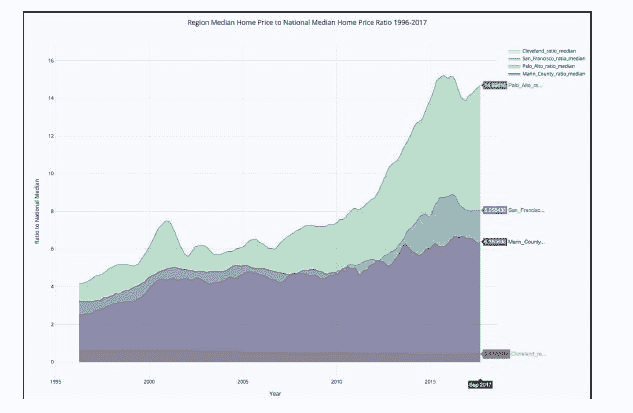 Region Median Home Price to National Median Home Price Ratio 1996-2017
Cleveland_ratio_median
San_Francisco_ratio_median
Palo_Alto_ratio_median
Marin_County_ratio_median
Ratio to National Median
16
14
12
10
8
6
4
2
0
Palo_Alto_ra...
San_Francisc...
Marin_County...
Cleveland_ra...
1995
2000
2005
2010
2015
Sep 2017
Year